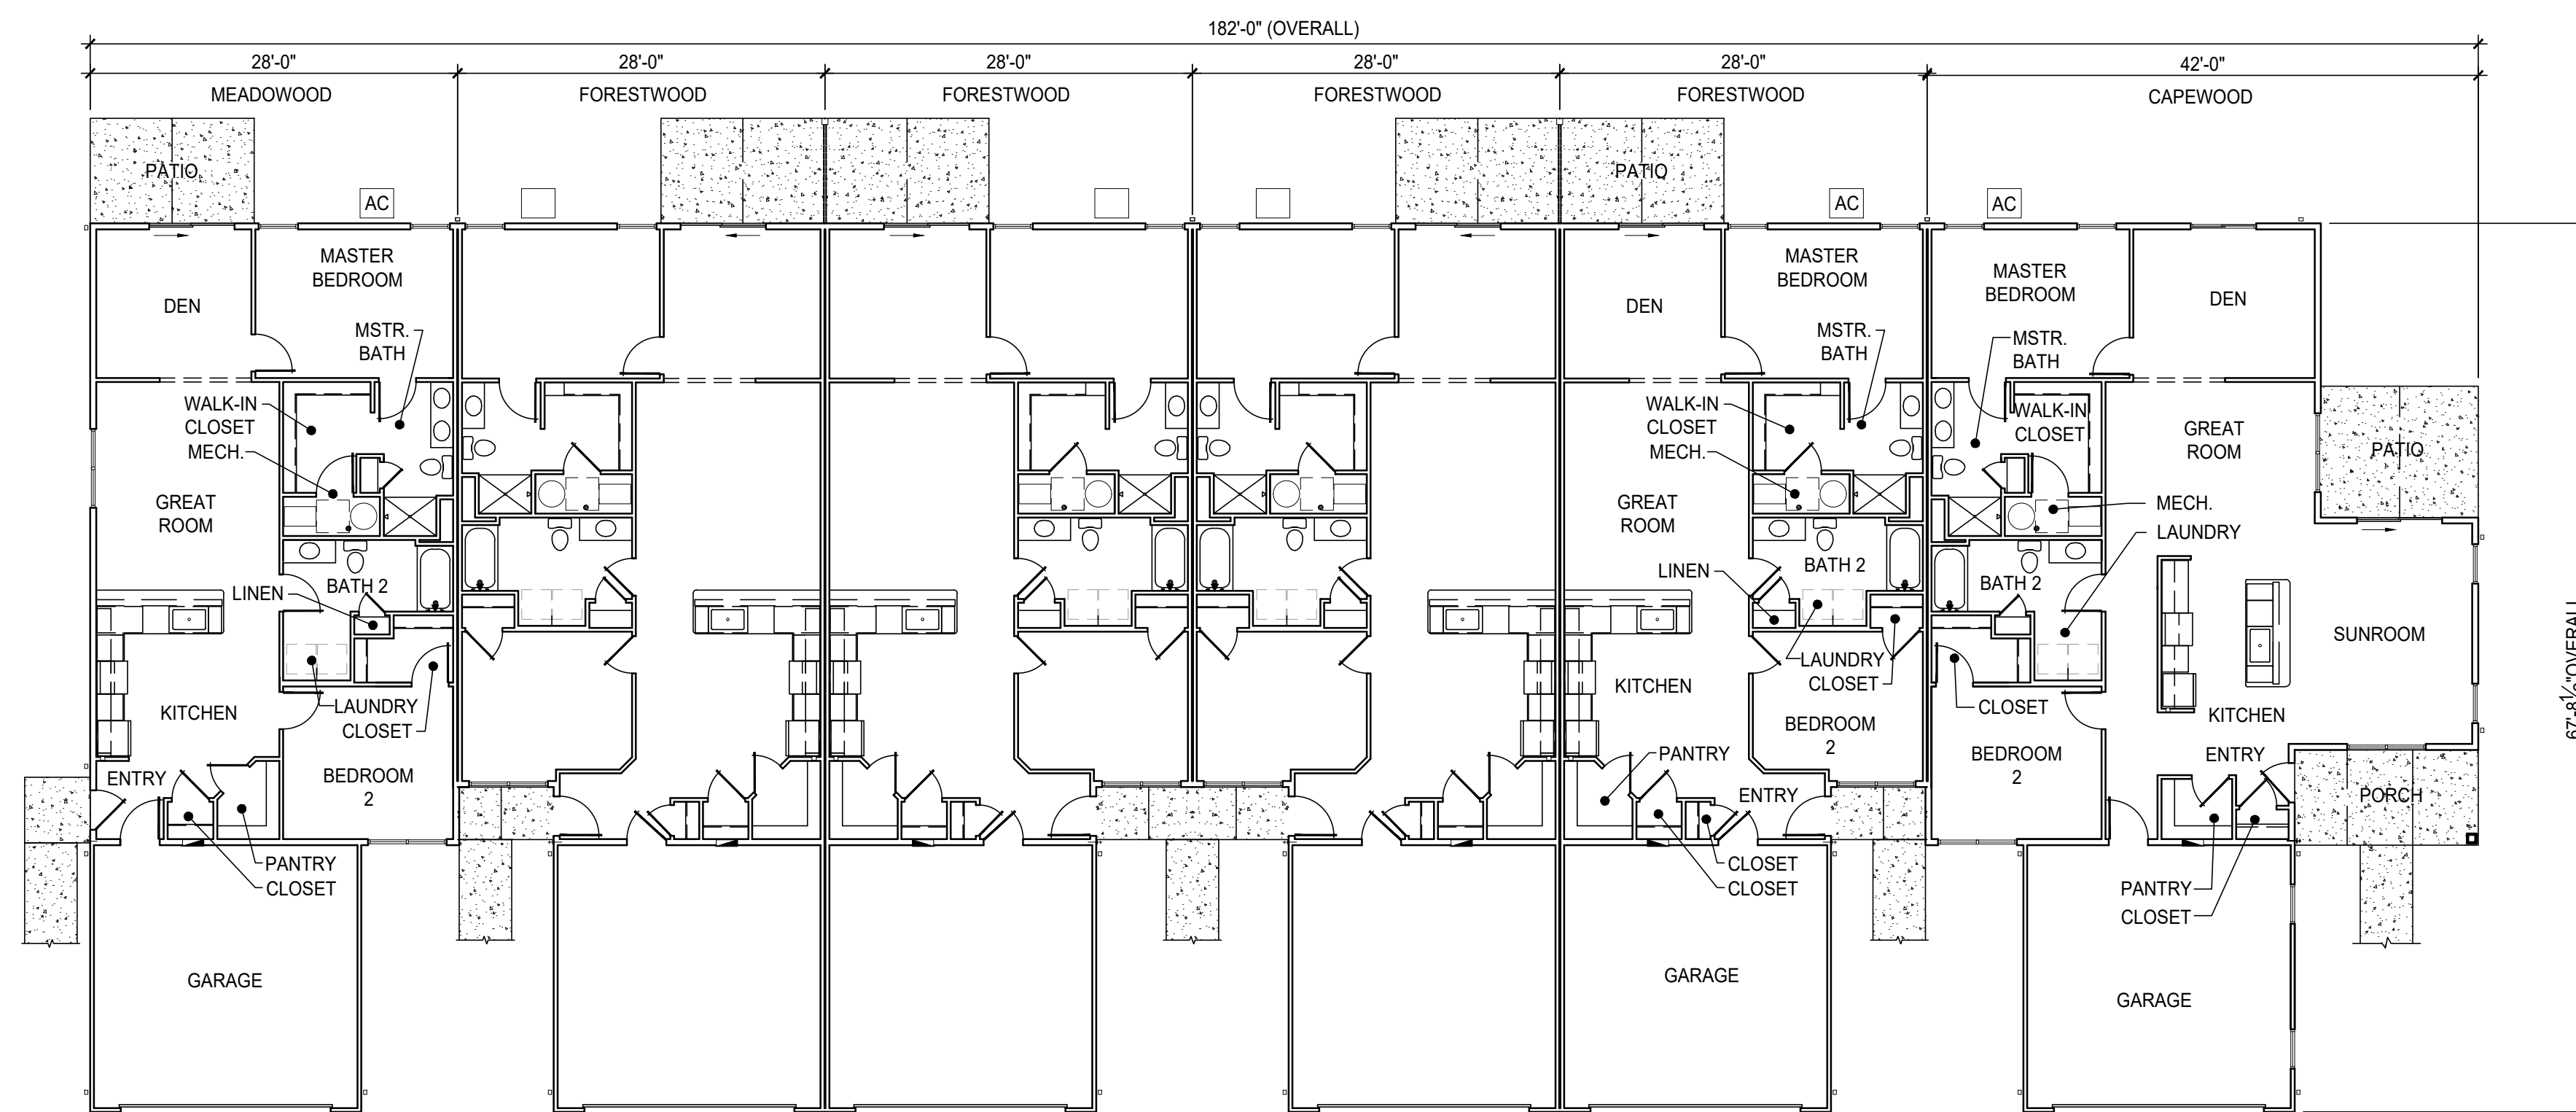 182'-0" (OVERALL)
28'-0"
28'-0"
28'-0"
28'-0"
28'-0"
42'-0"
MEADOWOOD
FORESTWOOD
FORESTWOOD
FORESTWOOD
FORESTWOOD
CAPEWOOD
PATIO
AC
MASTER
BEDROOM
DEN
MSTR.
BATH
WALK-IN
CLOSET
MECH.
GREAT
ROOM
BATH 2
LINEN
LAUNDRY
CLOSET
KITCHEN
ENTRY
BEDROOM
2
PANTRY
CLOSET
GARAGE
PATIO
AC
MASTER
BEDROOM
DEN
MSTR.
BATH
WALK-IN
CLOSET
MECH.
GREAT
ROOM
BATH 2
LINEN
LAUNDRY
CLOSET
KITCHEN
BEDROOM
2
PANTRY
ENTRY
CLOSET
CLOSET
GARAGE
AC
MASTER
BEDROOM
DEN
MSTR.
BATH
WALK-IN
CLOSET
GREAT
ROOM
PATIO
MECH.
LAUNDRY
BATH 2
SUNROOM
CLOSET
KITCHEN
BEDROOM
2
ENTRY
PORCH
PANTRY
CLOSET
GARAGE
67'-8½"OVERALL